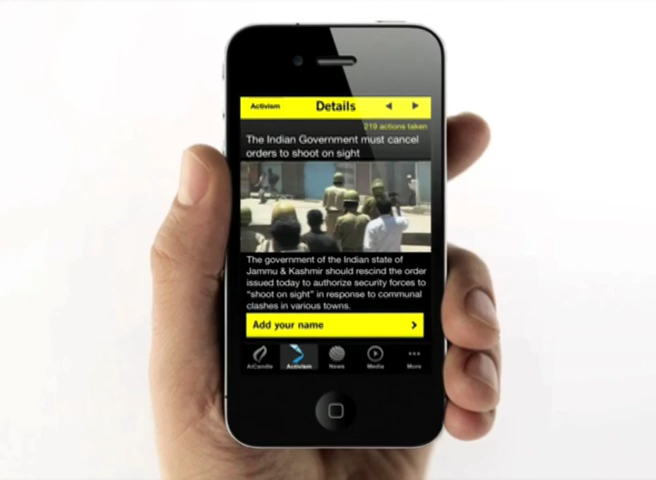 Activism Details
219 actions taken
The Indian Government must cancel
orders to shoot on sight
The government of the Indian state of
Jammu & Kashmir should rescind the order
issued today to authorize security forces to
"shoot on sight" in response to communal
clashes in various towns.
Add your name
AiCandle Activism News Media More